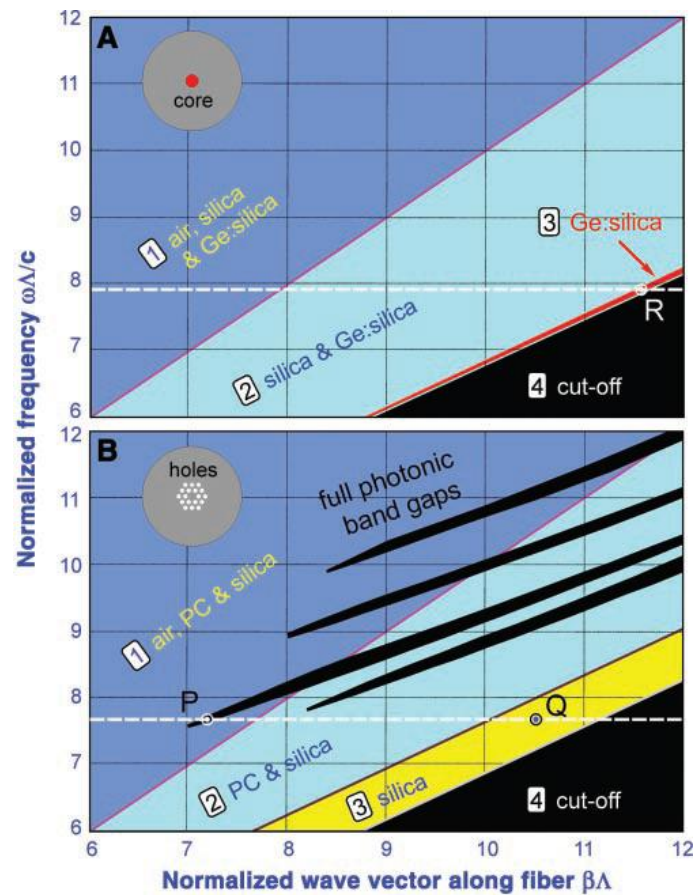 12
A
11
core
10
1 air, silica
& Ge:silica
9
3 Ge:silica
8
R
7
2 silica & Ge:silica
4 cut-off
6
12
B
holes
11
full photonic
band gaps
10
1 air, PC & silica
9
8
P
Q
7
2 PC & silica
3 silica
4 cut-off
6
6 7 8 9 10 11 12
Normalized frequency ωΛ/c
Normalized wave vector along fiber βΛ